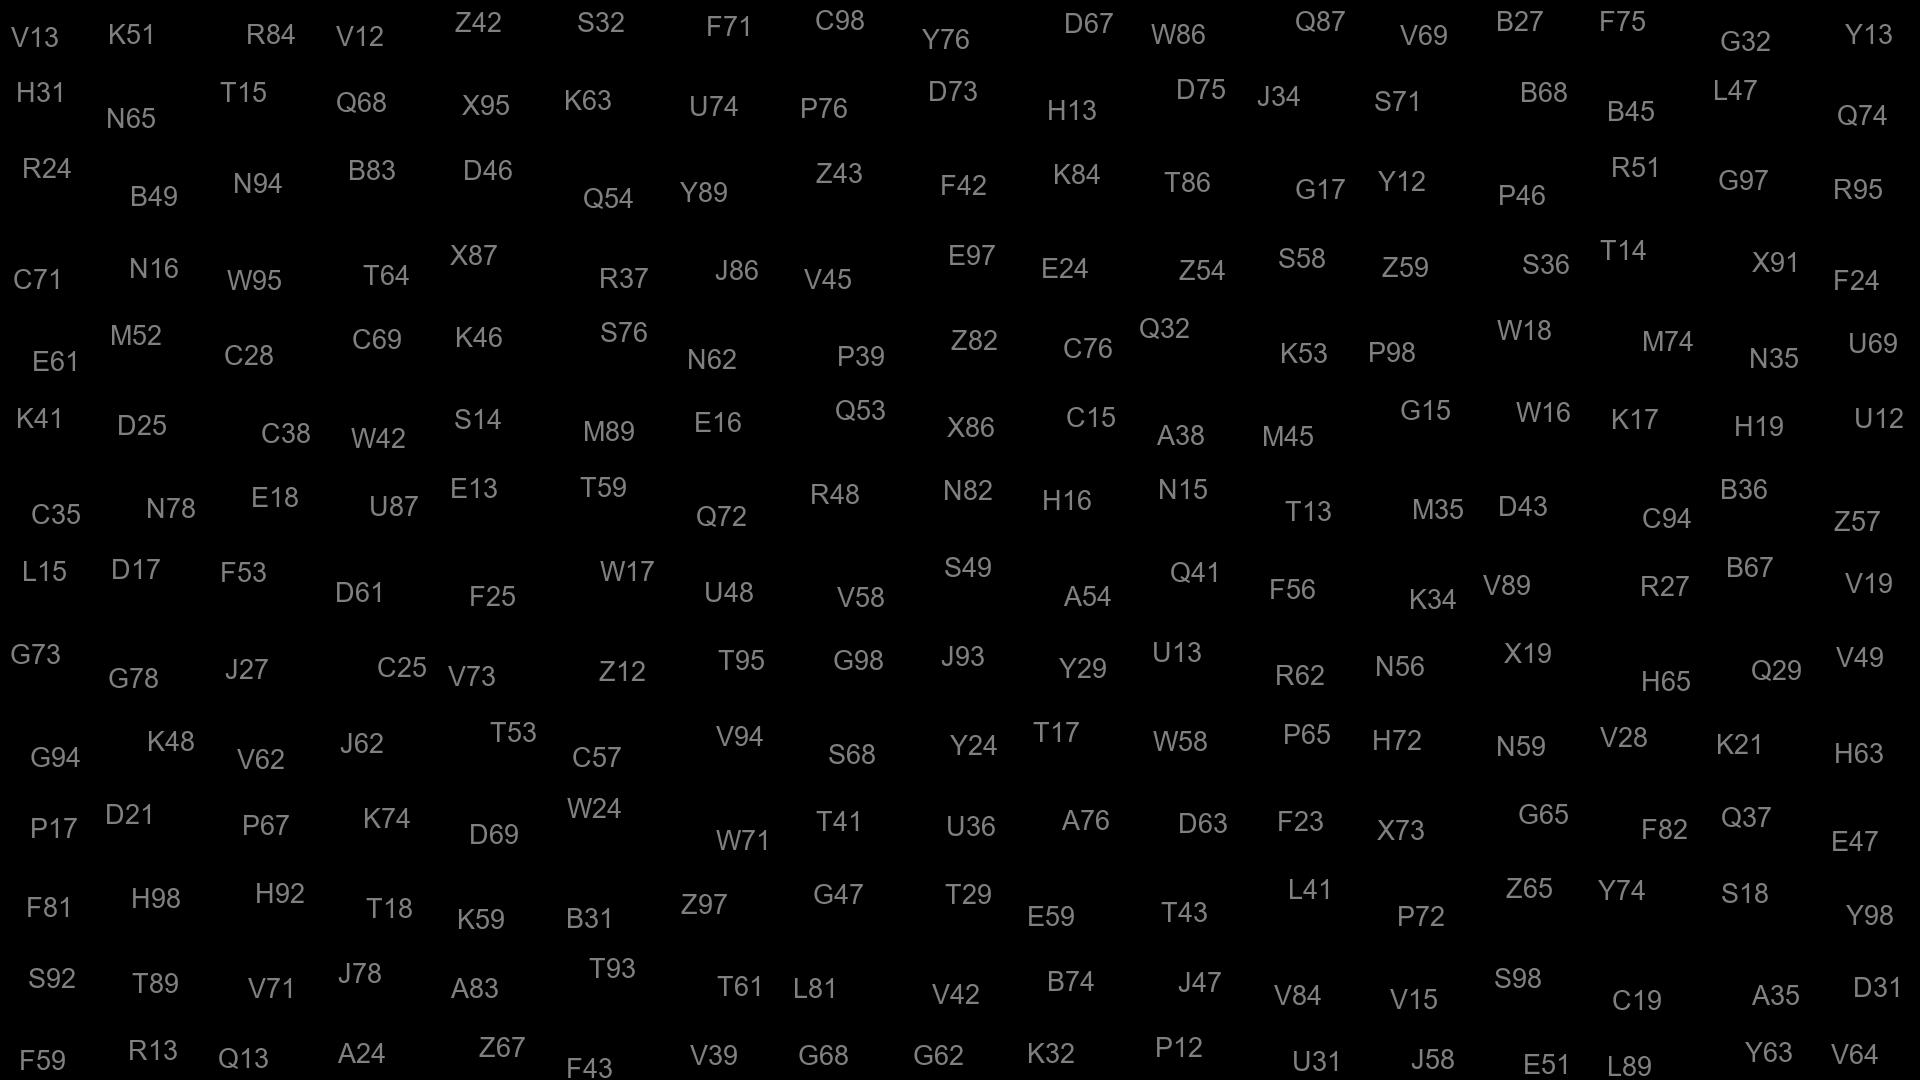 V13 K51 R84 V12 Z42 S32 F71 C98 Y76 D67 W86 Q87 V69 B27 F75 G32 Y13
H31 N65 T15 Q68 X95 K63 U74 P76 D73 H13 D75 J34 S71 B68 B45 L47 Q74
R24 B49 N94 B83 D46 Q54 Y89 Z43 F42 K84 T86 G17 Y12 P46 R51 G97 R95
C71 N16 W95 T64 X87 R37 J86 V45 E97 E24 Z54 S58 Z59 S36 T14 X91 F24
E61 M52 C28 C69 K46 S76 N62 P39 Z82 C76 Q32 K53 P98 W18 M74 N35 U69
K41 D25 C38 W42 S14 M89 E16 Q53 X86 C15 A38 M45 G15 W16 K17 H19 U12
C35 N78 E18 U87 E13 T59 Q72 R48 N82 H16 N15 T13 M35 D43 C94 B36 Z57
L15 D17 F53 D61 F25 W17 U48 V58 S49 A54 Q41 F56 K34 V89 R27 B67 V19
G73 G78 J27 C25 V73 Z12 T95 G98 J93 Y29 U13 R62 N56 X19 H65 Q29 V49
G94 K48 V62 J62 T53 C57 V94 S68 Y24 T17 W58 P65 H72 N59 V28 K21 H63
P17 D21 P67 K74 D69 W24 W71 T41 U36 A76 D63 F23 X73 G65 F82 Q37 E47
F81 H98 H92 T18 K59 B31 Z97 G47 T29 E59 T43 L41 P72 Z65 Y74 S18 Y98
S92 T89 V71 J78 A83 T93 T61 L81 V42 B74 J47 V84 V15 S98 C19 A35 D31
F59 R13 Q13 A24 Z67 F43 V39 G68 G62 K32 P12 U31 J58 E51 L89 Y63 V64